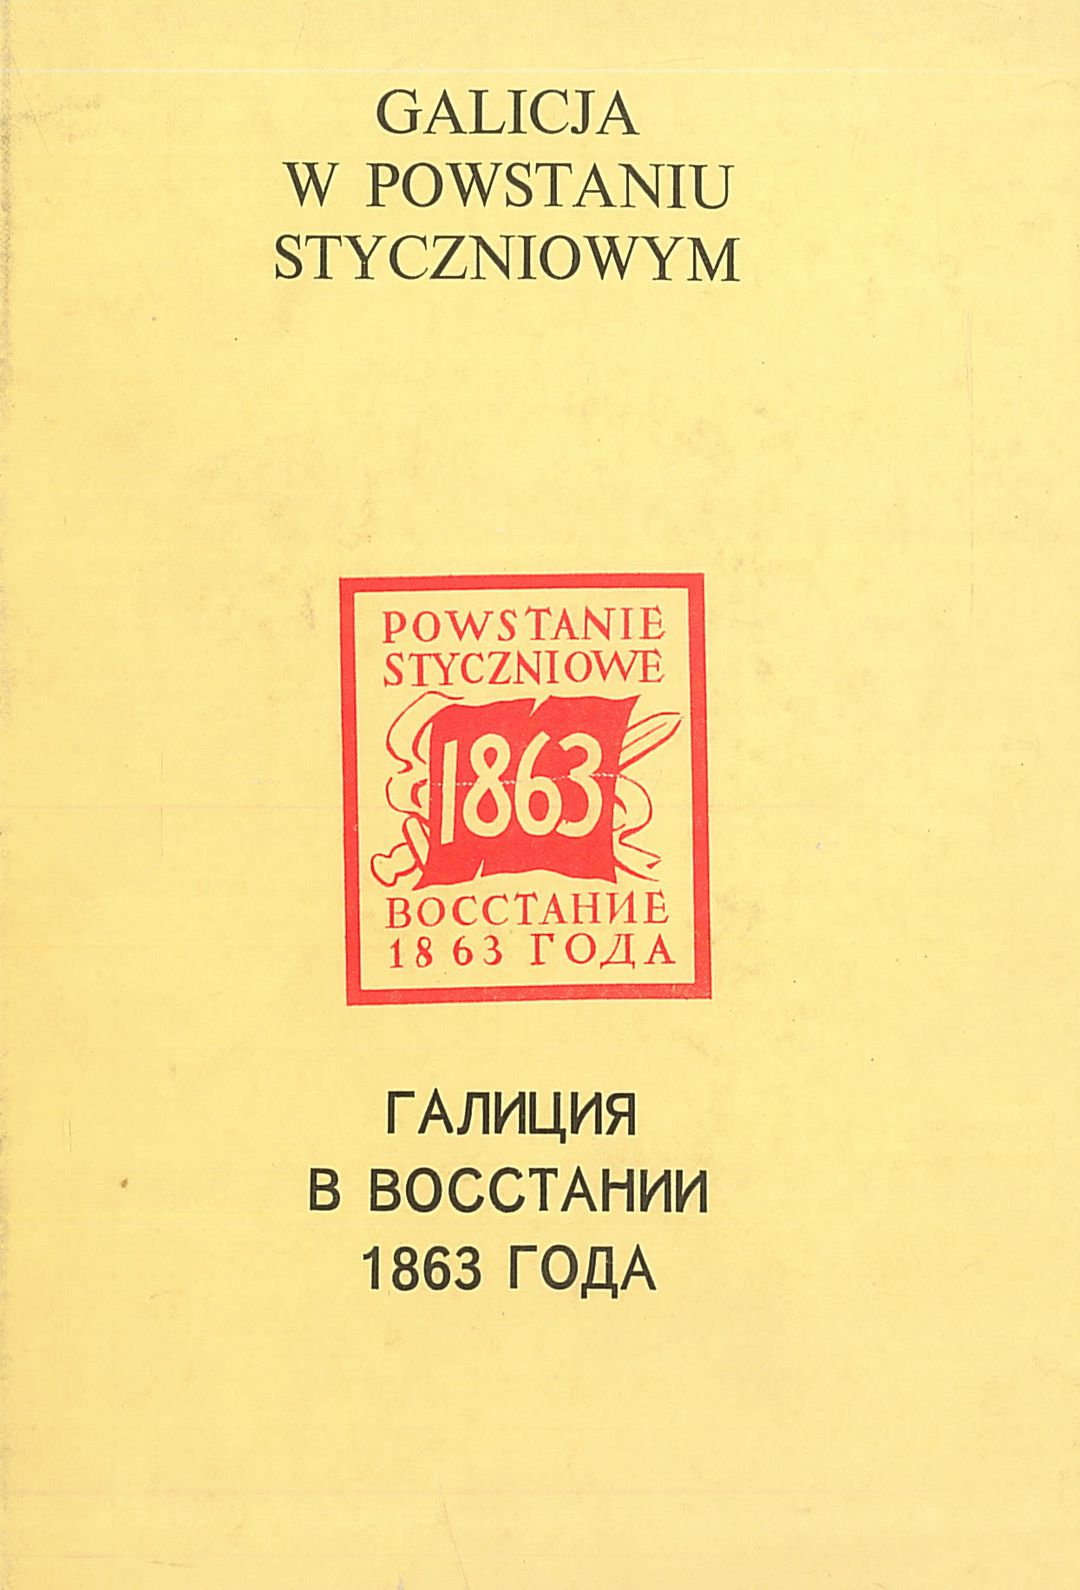 GALICJA
W POWSTANIU
STYCZNIOWYM
POWSTANIE
STYCZNIOWE
1863
ВОССТАНИЕ
1863 ГОДА
ГАЛИЦИЯ
В ВОССТАНИИ
1863 ГОДА